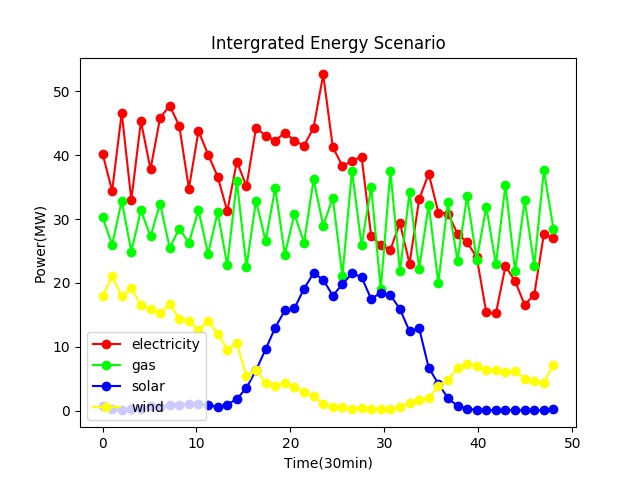 Intergrated Energy Scenario
Power(MW)
50
40
30
20
10
0
electricity
gas
solar
wind
0 10 20 30 40 50
Time(30min)